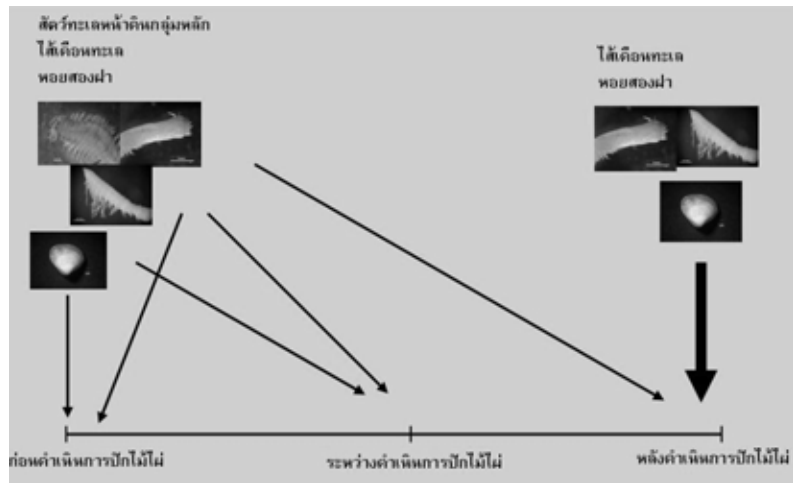 สัตว์ทะเลหน้าดินกลุ่มหลัก
ไส้เดือนทะเล
หอยสองฝา
ไส้เดือนทะเล
หอยสองฝา
ก่อนดำเนินการปักไม้ไผ่
ระหว่างดำเนินการปักไม้ไผ่
หลังดำเนินการปักไม้ไผ่